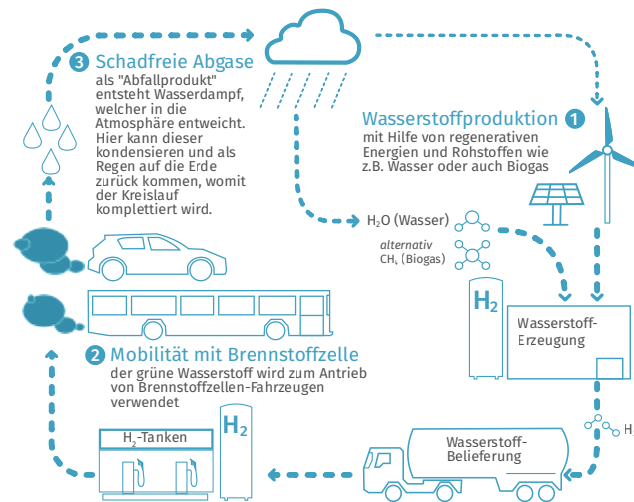 3 Schadfreie Abgase
als "Abfallprodukt"
entsteht Wasserdampf,
welcher in die
Atmosphäre entweicht.
Hier kann dieser
kondensieren und als
Regen auf die Erde
zurück kommen, womit
der Kreislauf
komplettiert wird.
Wasserstoffproduktion 1
mit Hilfe von regenerativen
Energien und Rohstoffen wie
z.B. Wasser oder auch Biogas
H₂O (Wasser)
alternativ
CH₄ (Biogas)
H₂
Wasserstoff-
Erzeugung
2 Mobilität mit Brennstoffzelle
der grüne Wasserstoff wird zum Antrieb
von Brennstoffzellen-Fahrzeugen
verwendet
H₂-Tanken
H₂
Wasserstoff-
Belieferung